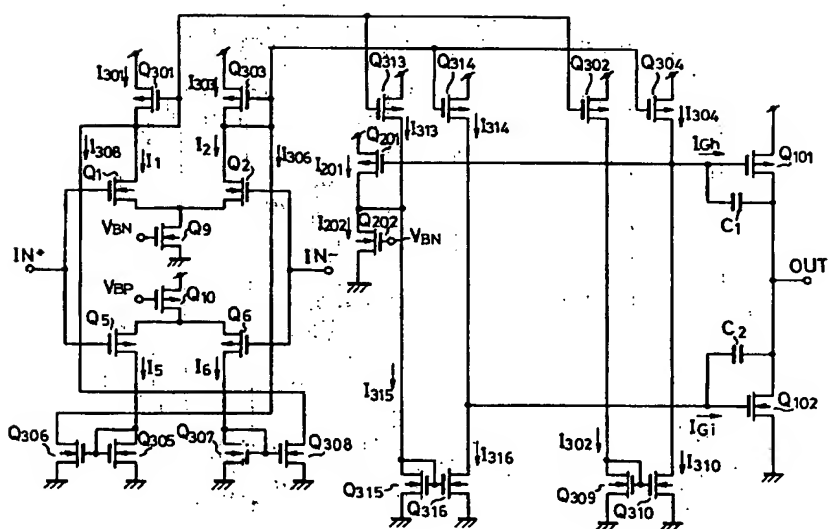 Q313 Q314 Q302 Q304
I301 Q301 I303 Q303
I313 I314 I304
I308 I1 I2 I306 Q201 IGh
Q1 Q2 I201 Q101
I202 Q202 C1
VBN Q9 VBN
IN+ IN- OUT
VBP Q10
Q5 Q6 C2
I5 I6 I315
IGi Q102
Q306 Q305 Q307 Q308 I316 I302 I310
Q315 Q316 Q309 Q310